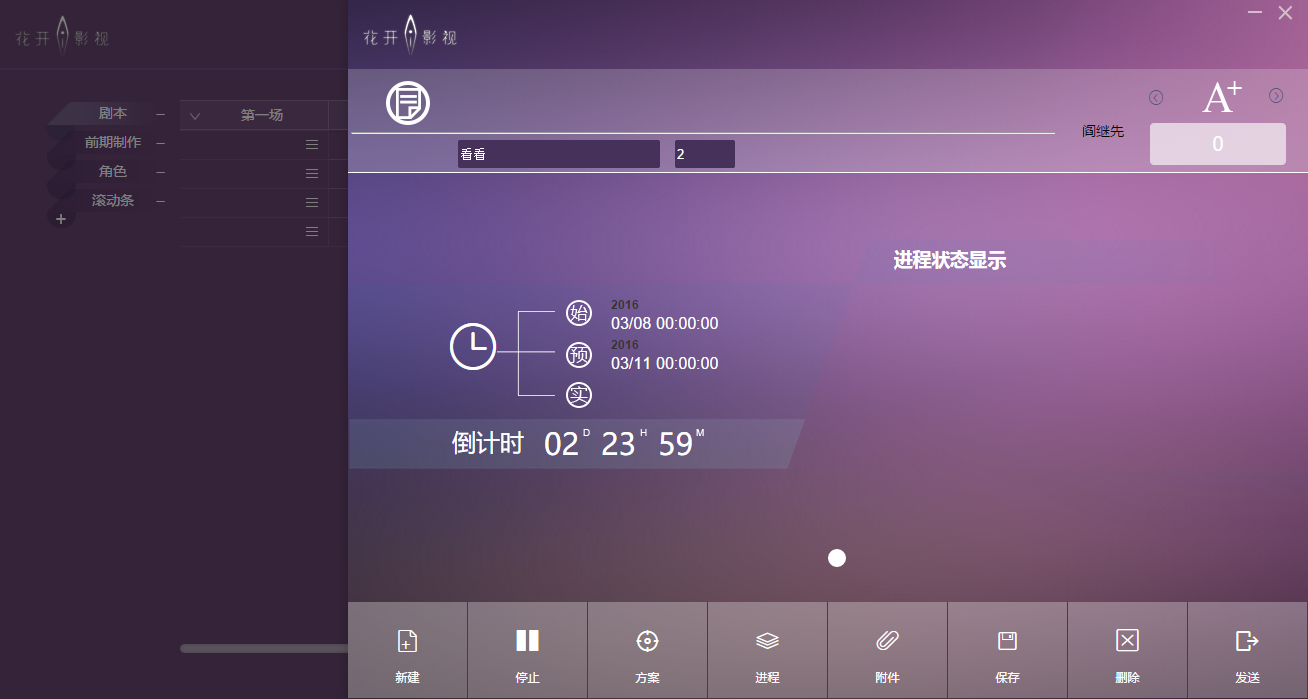 花开影视
剧本
前期制作
角色
滚动条
第一场
花开影视
看看
2
阎继先
A+
0
进程状态显示
始
2016
03/08 00:00:00
预
2016
03/11 00:00:00
实
倒计时 02 D 23 H 59 M
新建
停止
方案
进程
附件
保存
删除
发送